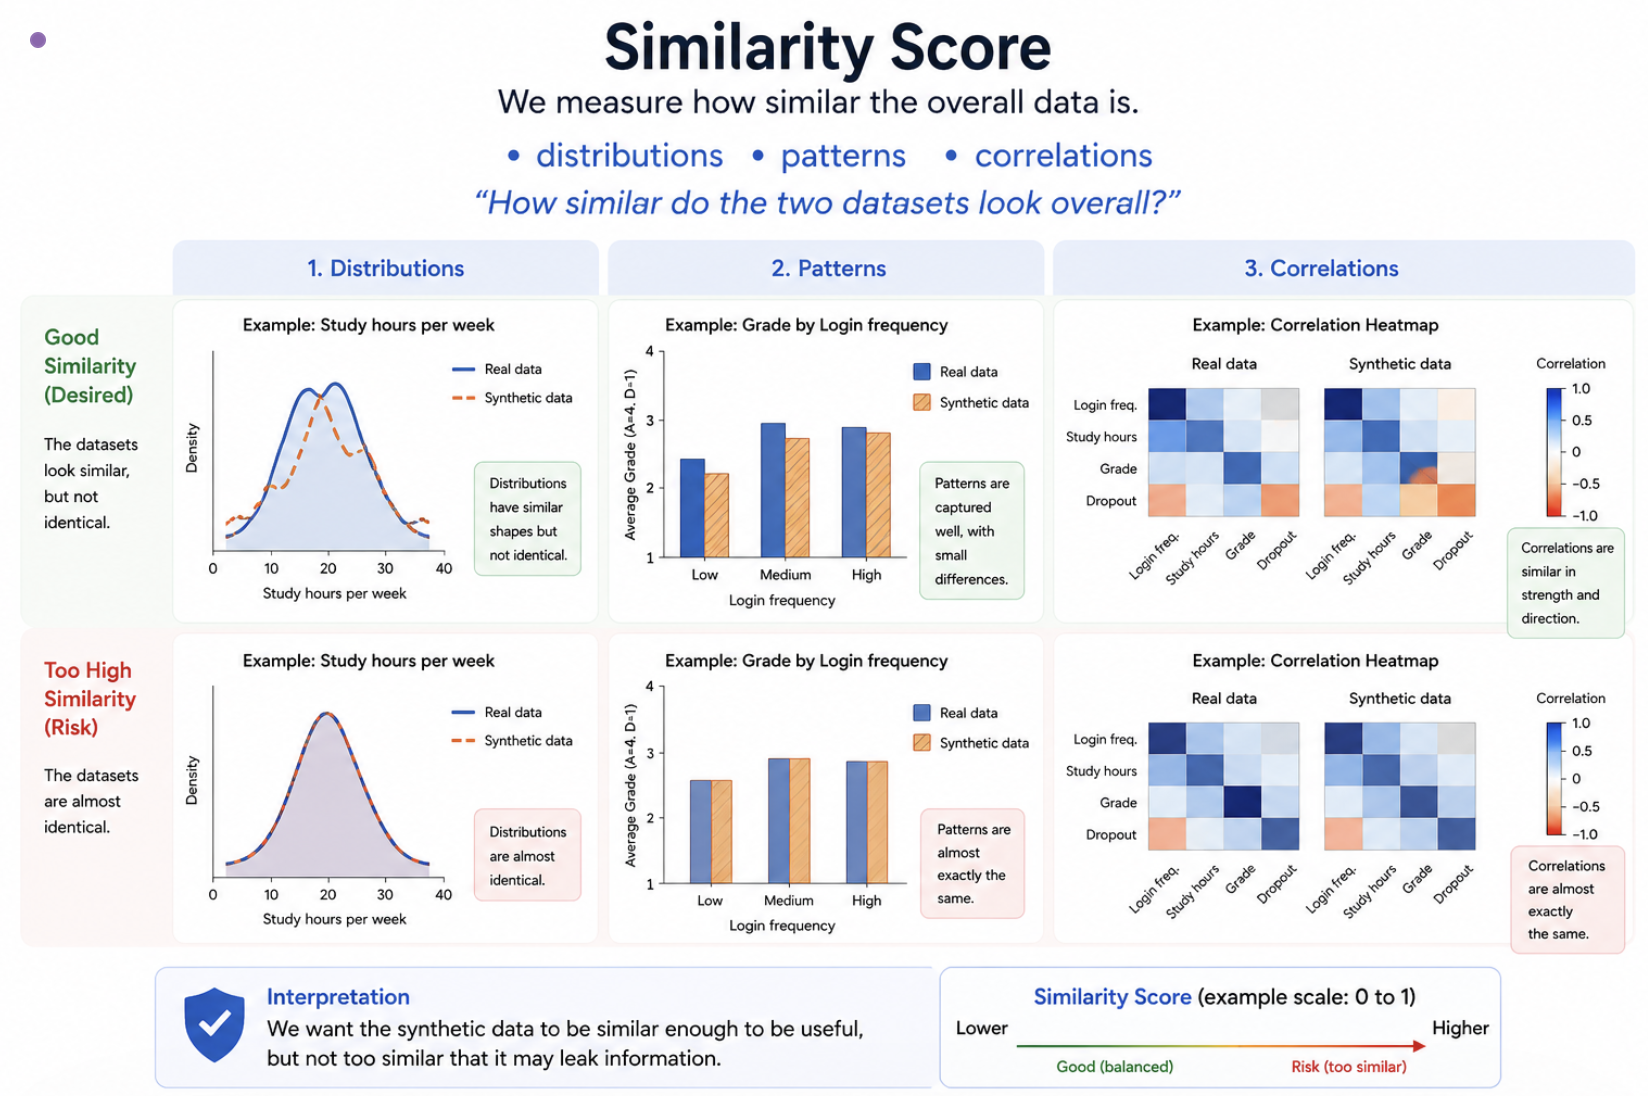 Similarity Score
We measure how similar the overall data is.
• distributions • patterns • correlations
“How similar do the two datasets look overall?”
1. Distributions
2. Patterns
3. Correlations
Good
Similarity
(Desired)
The datasets
look similar,
but not
identical.
Example: Study hours per week
Real data
Synthetic data
Density
Distributions
have similar
shapes but
not identical.
0 10 20 30 40
Study hours per week
Example: Grade by Login frequency
4
3
2
1
Average Grade (A=4. D=1)
Real data
Synthetic data
Patterns are
captured
well, with
small
differences.
Low Medium High
Login frequency
Example: Correlation Heatmap
Real data
Synthetic data
Correlation
Login freq.
Study hours
Grade
Dropout
1.0
0.5
0
−0.5
−1.0
Login freq. Study hours Grade Dropout
Login freq. Study hours Grade Dropout
Correlations are
similar in
strength and
direction.
Too High
Similarity
(Risk)
The datasets
are almost
identical.
Example: Study hours per week
Real data
Synthetic data
Density
Distributions
are almost
identical.
0 10 20 30 40
Study hours per week
Example: Grade by Login frequency
4
3
2
1
Average Grade (A=4. D=1)
Real data
Synthetic data
Patterns are
almost
exactly the
same.
Low Medium High
Login frequency
Example: Correlation Heatmap
Real data
Synthetic data
Correlation
Login freq.
Study hours
Grade
Dropout
1.0
0.5
0
−0.5
−1.0
Login freq. Study hours Grade Dropout
Login freq. Study hours Grade Dropout
Correlations
are almost
exactly
the same.
Interpretation
We want the synthetic data to be similar enough to be useful,
but not too similar that it may leak information.
Similarity Score (example scale: 0 to 1)
Lower
Higher
Good (balanced)
Risk (too similar)